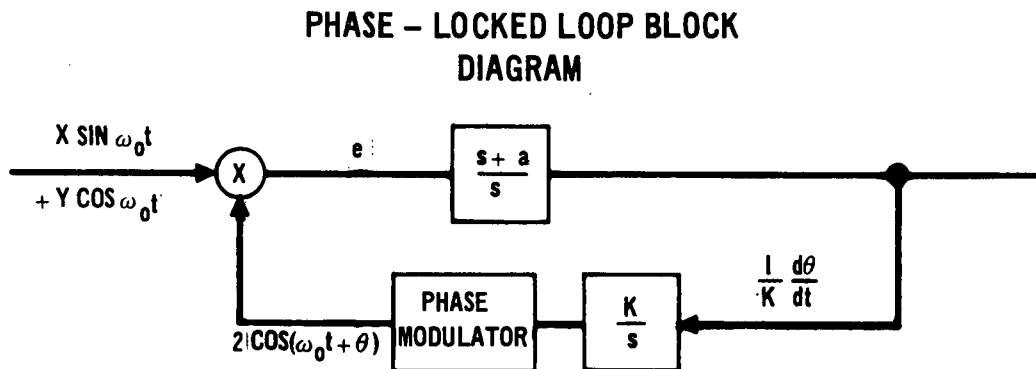 PHASE – LOCKED LOOP BLOCK
DIAGRAM
X SIN ω₀t
+ Y COS ω₀t
X
e
s + a
s
1 dθ
K dt
PHASE
MODULATOR
K
s
2 COS(ω₀t + θ)